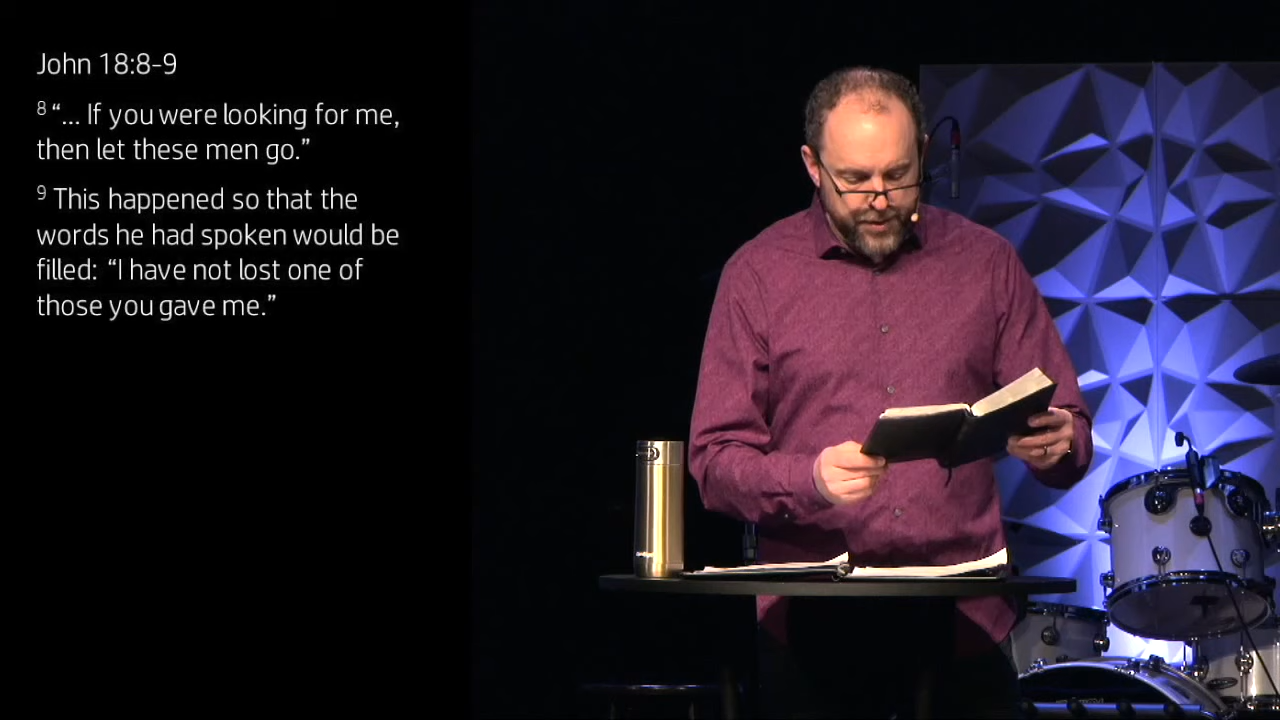 John 18:8-9
8 “... If you were looking for me,
then let these men go.”
9 This happened so that the
words he had spoken would be
filled: “I have not lost one of
those you gave me.”